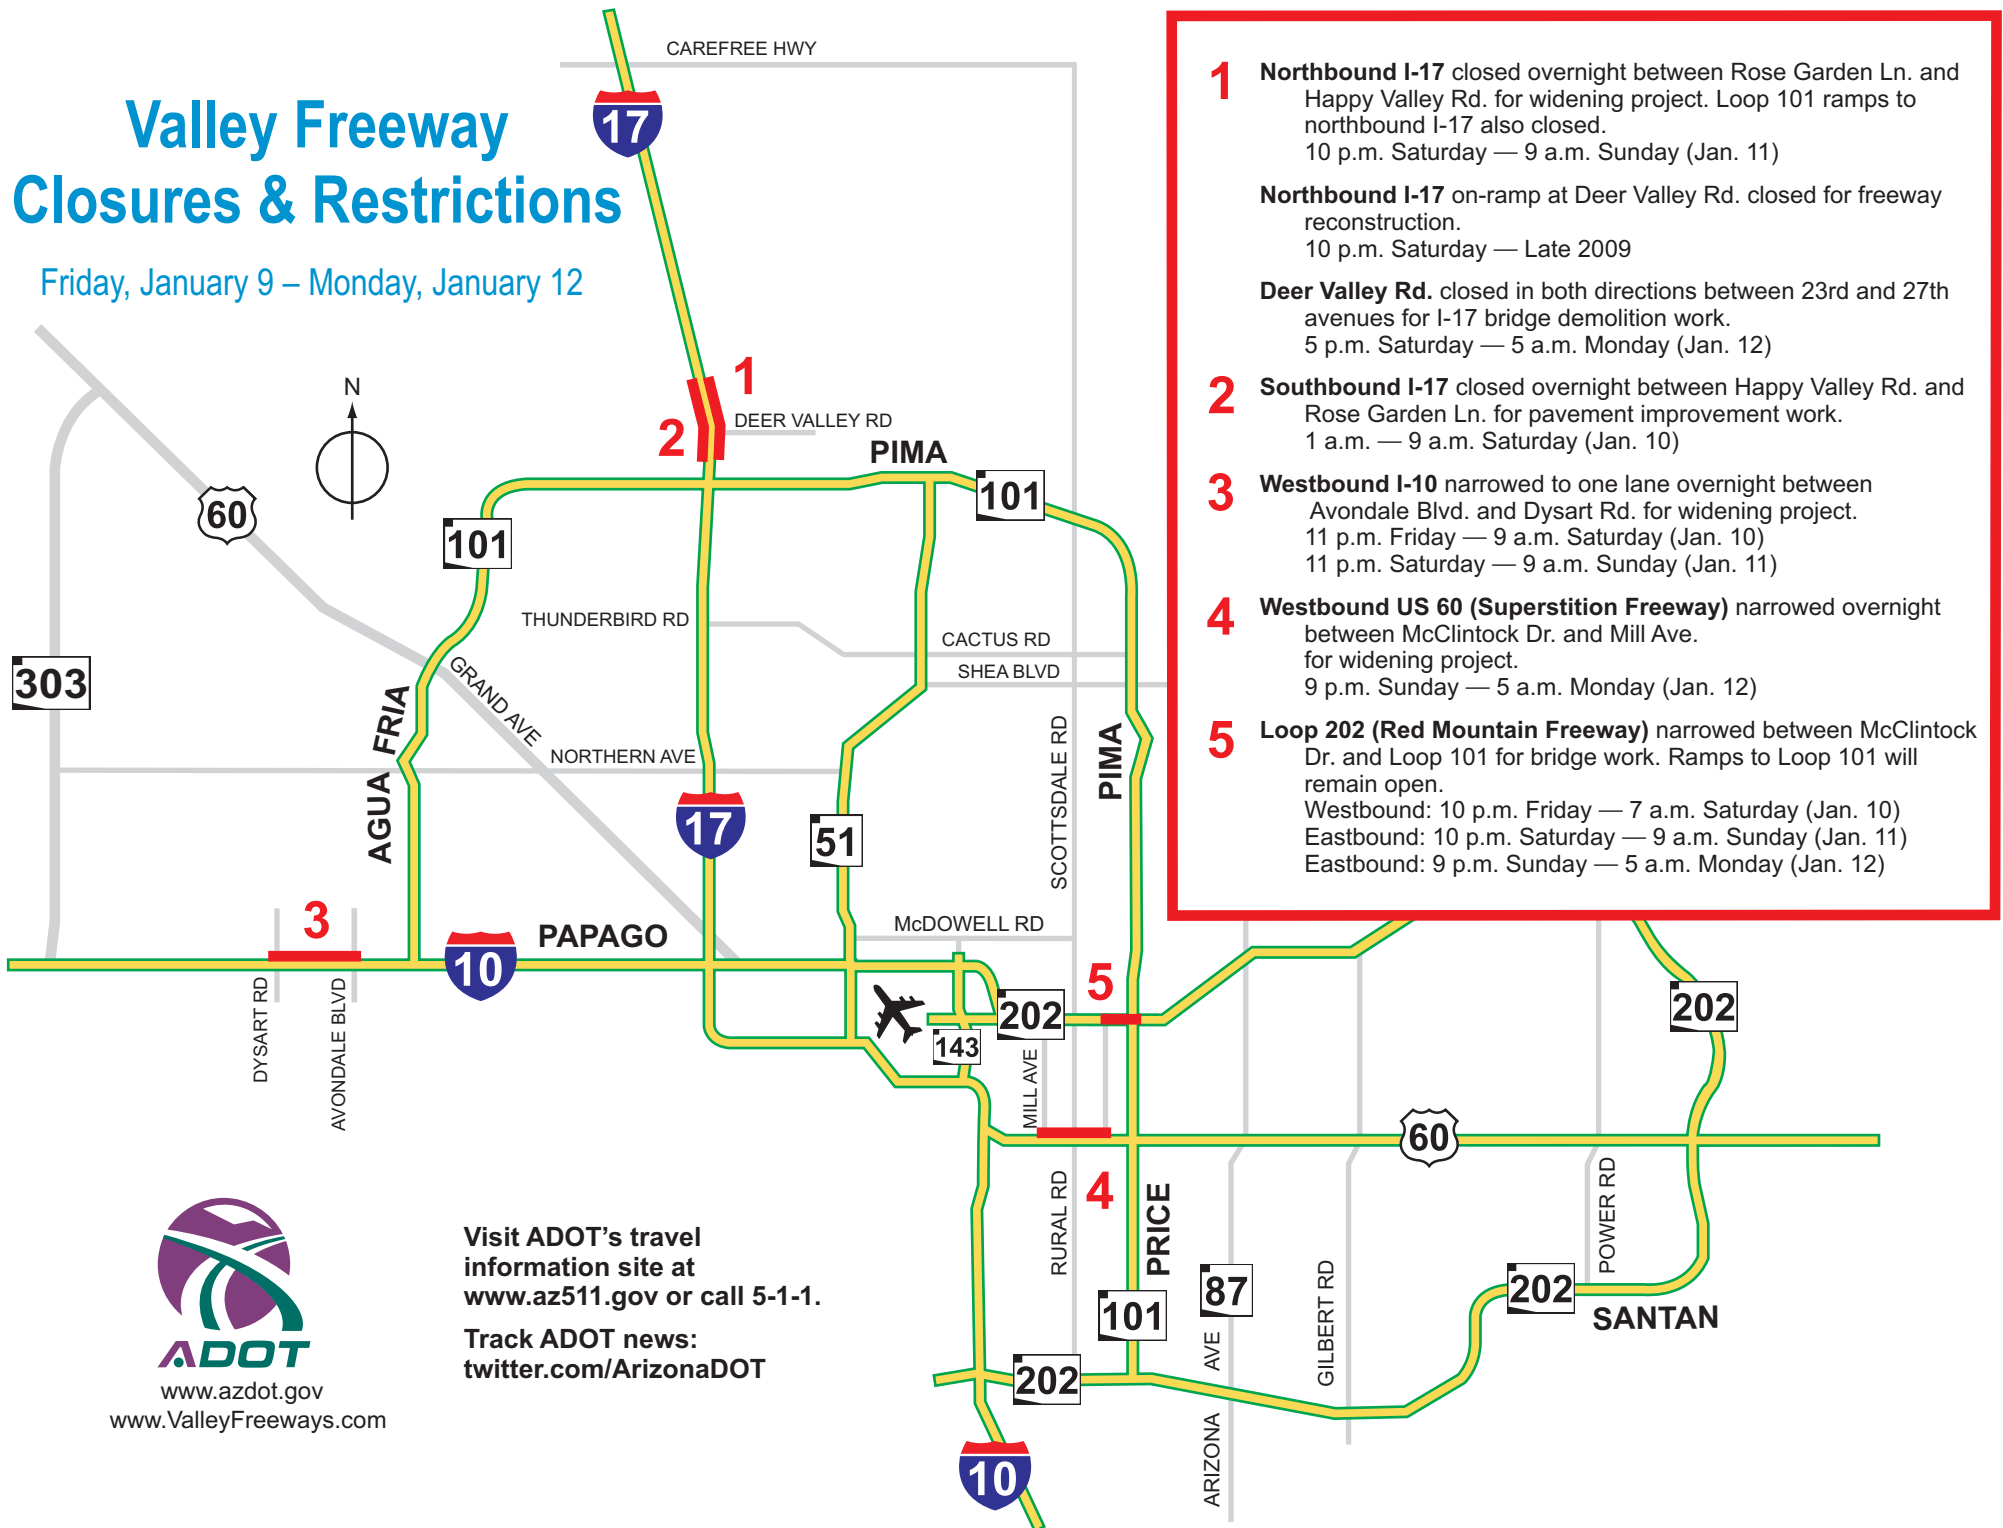 Valley Freeway
Closures & Restrictions
Friday, January 9 – Monday, January 12
1 Northbound I-17 closed overnight between Rose Garden Ln. and
Happy Valley Rd. for widening project. Loop 101 ramps to
northbound I-17 also closed.
10 p.m. Saturday — 9 a.m. Sunday (Jan. 11)
Northbound I-17 on-ramp at Deer Valley Rd. closed for freeway
reconstruction.
10 p.m. Saturday — Late 2009
Deer Valley Rd. closed in both directions between 23rd and 27th
avenues for I-17 bridge demolition work.
5 p.m. Saturday — 5 a.m. Monday (Jan. 12)
2 Southbound I-17 closed overnight between Happy Valley Rd. and
Rose Garden Ln. for pavement improvement work.
1 a.m. — 9 a.m. Saturday (Jan. 10)
3 Westbound I-10 narrowed to one lane overnight between
Avondale Blvd. and Dysart Rd. for widening project.
11 p.m. Friday — 9 a.m. Saturday (Jan. 10)
11 p.m. Saturday — 9 a.m. Sunday (Jan. 11)
4 Westbound US 60 (Superstition Freeway) narrowed overnight
between McClintock Dr. and Mill Ave.
for widening project.
9 p.m. Sunday — 5 a.m. Monday (Jan. 12)
5 Loop 202 (Red Mountain Freeway) narrowed between McClintock
Dr. and Loop 101 for bridge work. Ramps to Loop 101 will
remain open.
Westbound: 10 p.m. Friday — 7 a.m. Saturday (Jan. 10)
Eastbound: 10 p.m. Saturday — 9 a.m. Sunday (Jan. 11)
Eastbound: 9 p.m. Sunday — 5 a.m. Monday (Jan. 12)
CAREFREE HWY
17
N
1
2
DEER VALLEY RD
PIMA
101
60
101
THUNDERBIRD RD
CACTUS RD
SHEA BLVD
303
GRAND AVE
AGUA FRIA
NORTHERN AVE
SCOTTSDALE RD
PIMA
17
51
3
PAPAGO
McDOWELL RD
10
5
202
202
DYSART RD
AVONDALE BLVD
143
MILL AVE
60
4
RURAL RD
PRICE
POWER RD
87
GILBERT RD
202
SANTAN
101
ARIZONA AVE
202
10
ADOT
www.azdot.gov
www.ValleyFreeways.com
Visit ADOT’s travel
information site at
www.az511.gov or call 5-1-1.
Track ADOT news:
twitter.com/ArizonaDOT